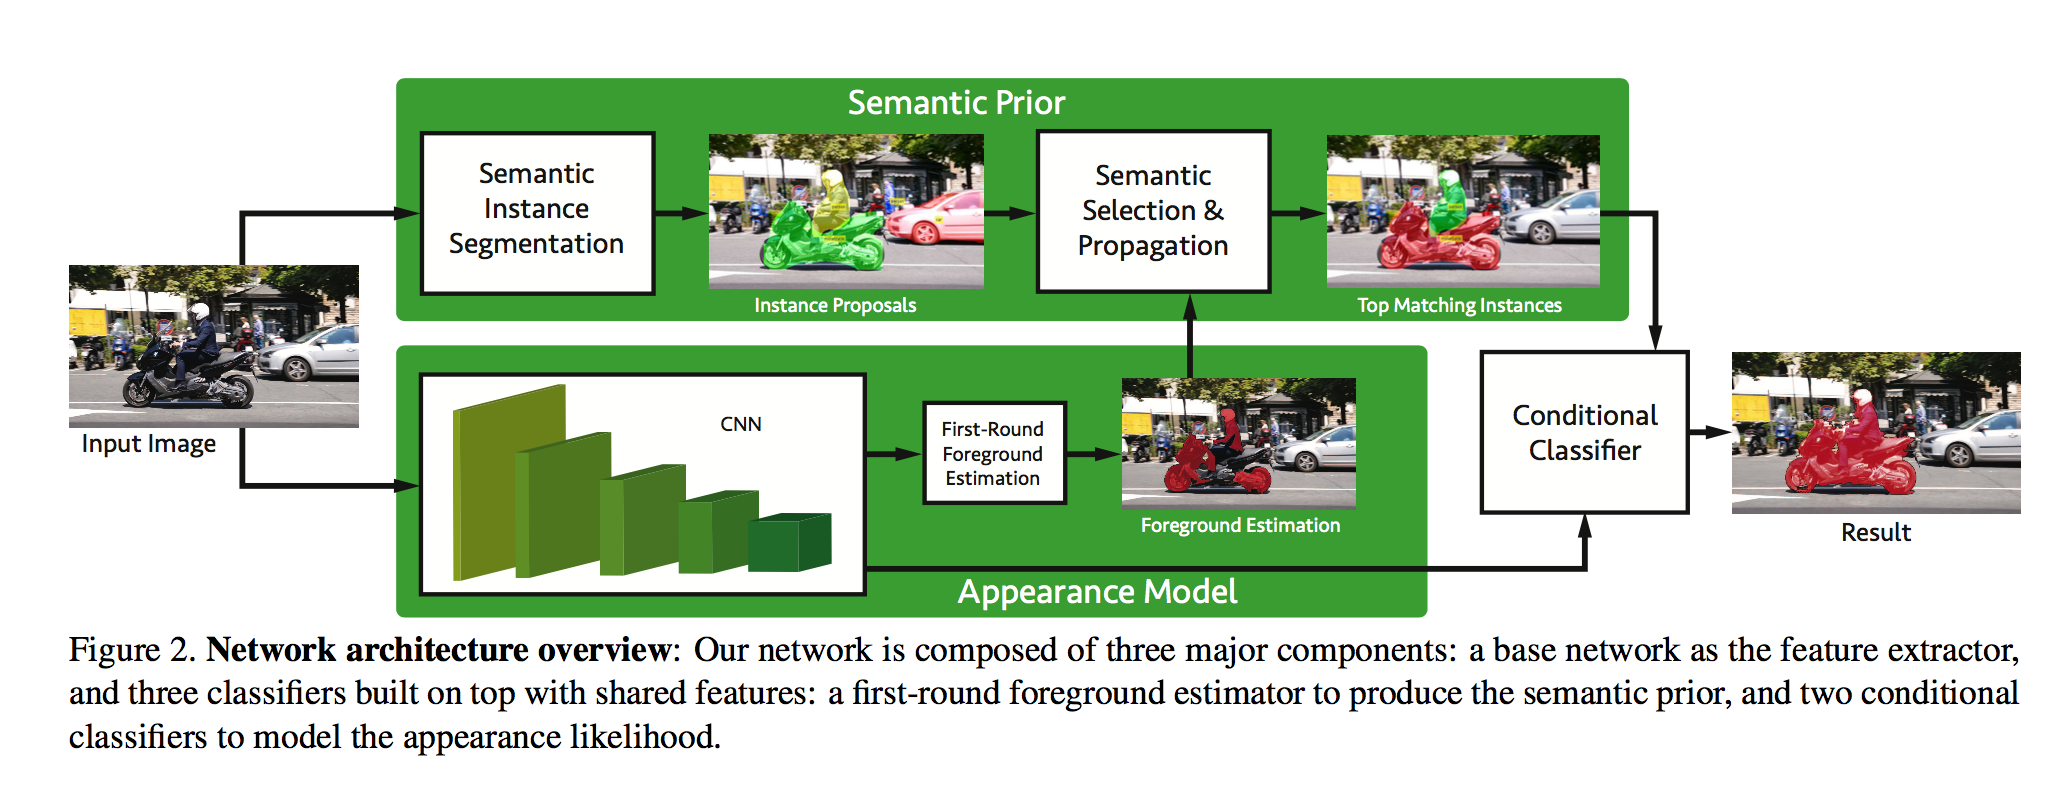 Semantic Prior
Semantic
Instance
Segmentation
Instance Proposals
Semantic
Selection &
Propagation
Top Matching Instances
Input Image
CNN
First-Round
Foreground
Estimation
Foreground Estimation
Appearance Model
Conditional
Classifier
Result
Figure 2. Network architecture overview: Our network is composed of three major components: a base network as the feature extractor,
and three classifiers built on top with shared features: a first-round foreground estimator to produce the semantic prior, and two conditional
classifiers to model the appearance likelihood.